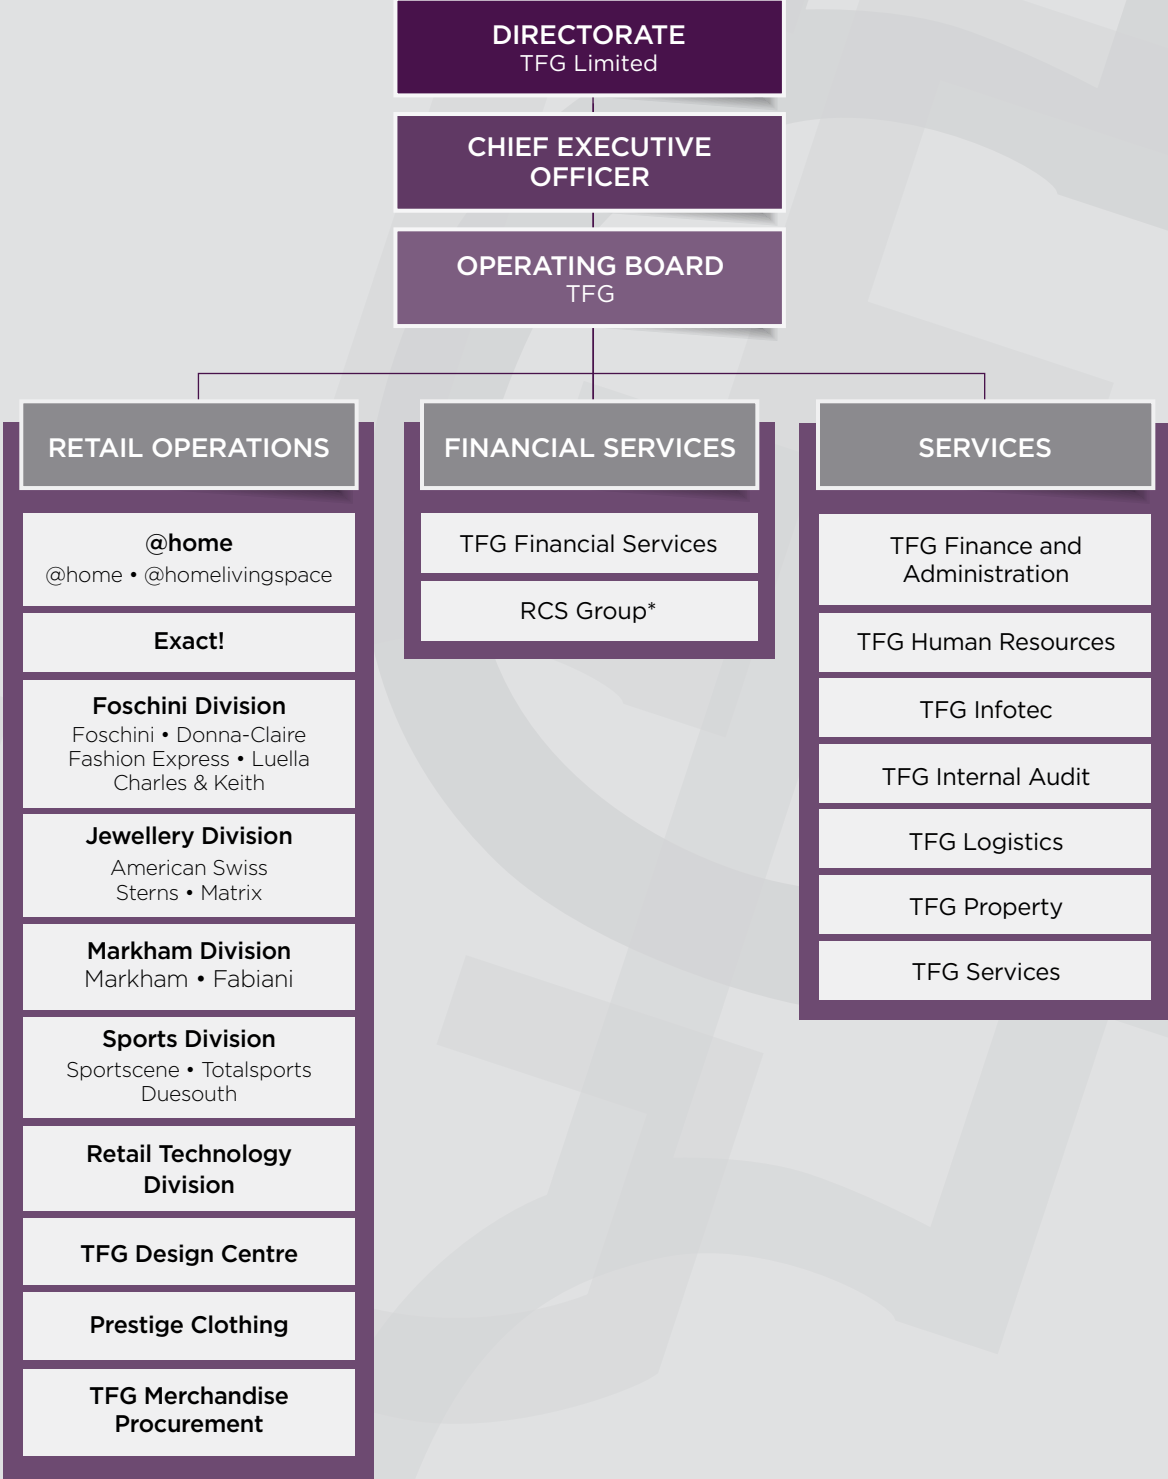 DIRECTORATE
TFG Limited
CHIEF EXECUTIVE
OFFICER
OPERATING BOARD
TFG
RETAIL OPERATIONS
@home
@home • @homelivingspace
Exact!
Foschini Division
Foschini • Donna-Claire
Fashion Express • Luella
Charles & Keith
Jewellery Division
American Swiss
Sterns • Matrix
Markham Division
Markham • Fabiani
Sports Division
Sportscene • Totalsports
Duesouth
Retail Technology
Division
TFG Design Centre
Prestige Clothing
TFG Merchandise
Procurement
FINANCIAL SERVICES
TFG Financial Services
RCS Group*
SERVICES
TFG Finance and
Administration
TFG Human Resources
TFG Infotec
TFG Internal Audit
TFG Logistics
TFG Property
TFG Services